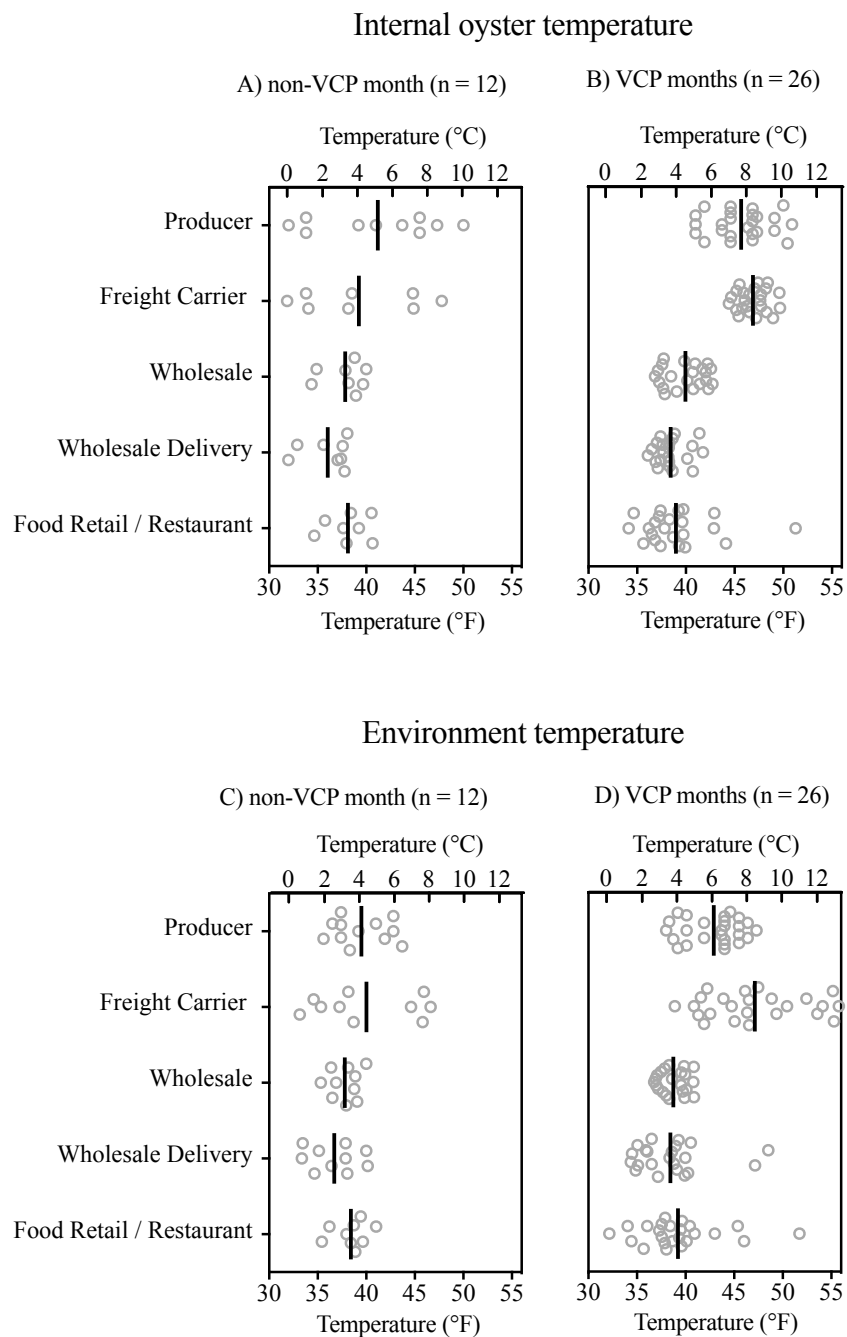 Internal oyster temperature
A) non-VCP month (n = 12)
B) VCP months (n = 26)
Temperature (°C)
Temperature (°C)
0 2 4 6 8 10 12
0 2 4 6 8 10 12
Producer
Freight Carrier
Wholesale
Wholesale Delivery
Food Retail / Restaurant
30 35 40 45 50 55
30 35 40 45 50 55
Temperature (°F)
Temperature (°F)
Environment temperature
C) non-VCP month (n = 12)
D) VCP months (n = 26)
Temperature (°C)
Temperature (°C)
0 2 4 6 8 10 12
0 2 4 6 8 10 12
Producer
Freight Carrier
Wholesale
Wholesale Delivery
Food Retail / Restaurant
30 35 40 45 50 55
30 35 40 45 50 55
Temperature (°F)
Temperature (°F)